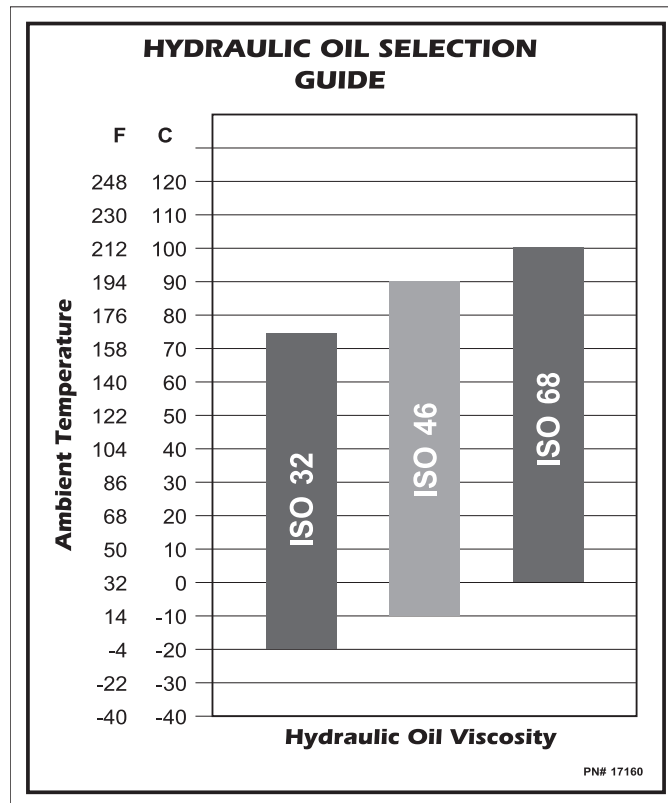 HYDRAULIC OIL SELECTION
GUIDE
F C
248 120
230 110
212 100
194 90
176 80
158 70
140 60
122 50
104 40
86 30
68 20
50 10
32 0
14 -10
-4 -20
-22 -30
-40 -40
Ambient Temperature
ISO 32
ISO 46
ISO 68
Hydraulic Oil Viscosity
PN# 17160